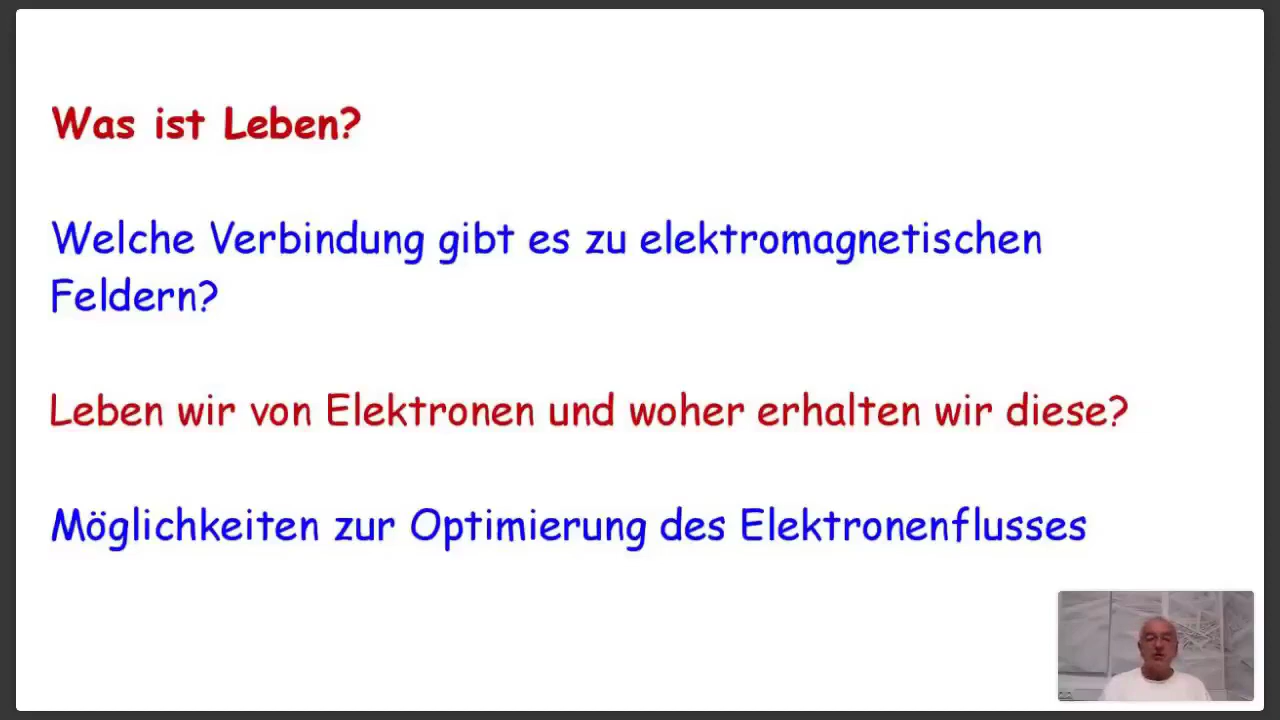 Was ist Leben?
Welche Verbindung gibt es zu elektromagnetischen
Feldern?
Leben wir von Elektronen und woher erhalten wir diese?
Möglichkeiten zur Optimierung des Elektronenflusses